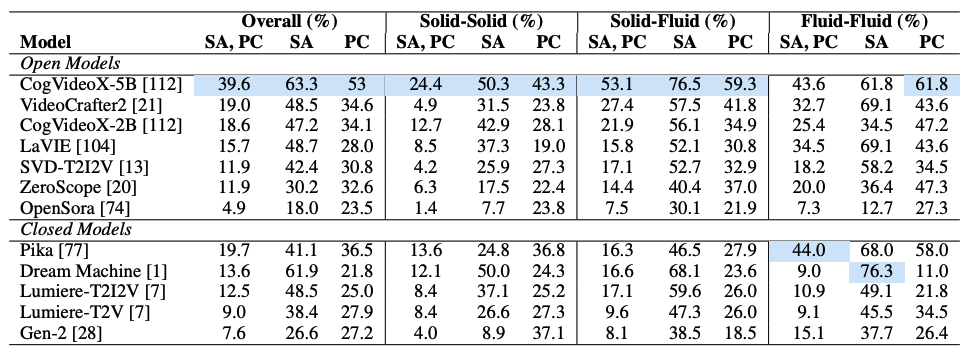 Overall (%) Solid-Solid (%) Solid-Fluid (%) Fluid-Fluid (%)
Model SA, PC SA PC SA, PC SA PC SA, PC SA PC SA, PC SA PC
Open Models
CogVideoX-5B [112] 39.6 63.3 53 24.4 50.3 43.3 53.1 76.5 59.3 43.6 61.8 61.8
VideoCrafter2 [21] 19.0 48.5 34.6 4.9 31.5 23.8 27.4 57.5 41.8 32.7 69.1 43.6
CogVideoX-2B [112] 18.6 47.2 34.1 12.7 42.9 28.1 21.9 56.1 34.9 25.4 34.5 47.2
LaVIE [104] 15.7 48.7 28.0 8.5 37.3 19.0 15.8 52.1 30.8 34.5 69.1 43.6
SVD-T2I2V [13] 11.9 42.4 30.8 4.2 25.9 27.3 17.1 52.7 32.9 18.2 58.2 34.5
ZeroScope [20] 11.9 30.2 32.6 6.3 17.5 22.4 14.4 40.4 37.0 20.0 36.4 47.3
OpenSora [74] 4.9 18.0 23.5 1.4 7.7 23.8 7.5 30.1 21.9 7.3 12.7 27.3
Closed Models
Pika [77] 19.7 41.1 36.5 13.6 24.8 36.8 16.3 46.5 27.9 44.0 68.0 58.0
Dream Machine [1] 13.6 61.9 21.8 12.1 50.0 24.3 16.6 68.1 23.6 9.0 76.3 11.0
Lumiere-T2I2V [7] 12.5 48.5 25.0 8.4 37.1 25.2 17.1 59.6 26.0 10.9 49.1 21.8
Lumiere-T2V [7] 9.0 38.4 27.9 8.4 26.6 27.3 9.6 47.3 26.0 9.1 45.5 34.5
Gen-2 [28] 7.6 26.6 27.2 4.0 8.9 37.1 8.1 38.5 18.5 15.1 37.7 26.4